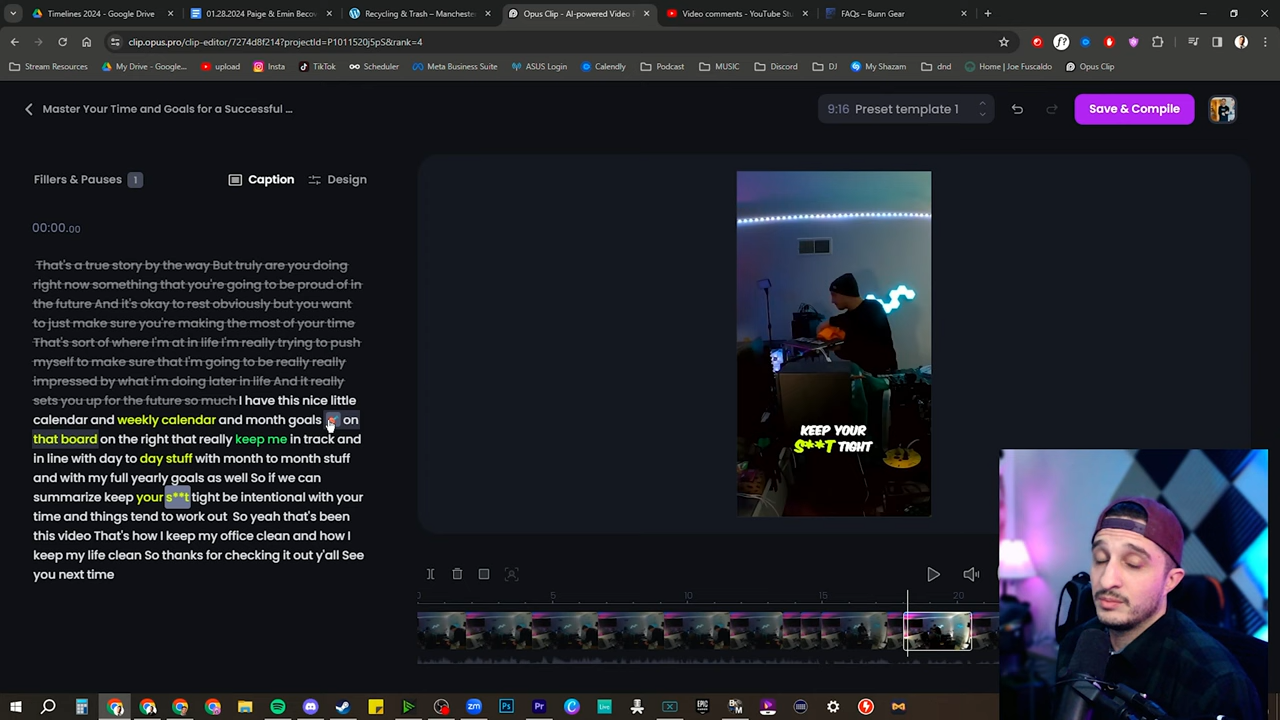 Timelines 2024 - Google Drive
01.28.2024 Paige & Emin Becov
Recycling & Trash – Manchester
Opus Clip - AI-powered Video
Video comments - YouTube Stu
FAQs – Bunn Gear
clip.opus.pro/clip-editor/7274d8f214?projectId=P1011520j5pS&rank=4
Stream Resources
My Drive - Google...
upload
Insta
TikTok
Scheduler
Meta Business Suite
ASUS Login
Calendly
Podcast
MUSIC
Discord
DJ
My Shazam
dnd
Home | Joe Fuscaldo
Opus Clip
Master Your Time and Goals for a Successful ...
9:16 Preset template 1
Save & Compile
Fillers & Pauses 1
Caption
Design
00:00.00
That's a true story by the way But truly are you doing
right now something that you're going to be proud of in
the future And it's okay to rest obviously but you want
to just make sure you're making the most of your time
That's sort of where I'm at in life I'm really trying to push
myself to make sure that I'm going to be really really
impressed by what I'm doing later in life And it really
sets you up for the future so much I have this nice little
calendar and weekly calendar and month goals on
that board on the right that really keep me in track and
in line with day to day stuff with month to month stuff
and with my full yearly goals as well So if we can
summarize keep your s**t tight be intentional with your
time and things tend to work out So yeah that's been
this video That's how I keep my office clean and how I
keep my life clean So thanks for checking it out y'all See
you next time
KEEP YOUR
S**T TIGHT
0 5 10 15 20